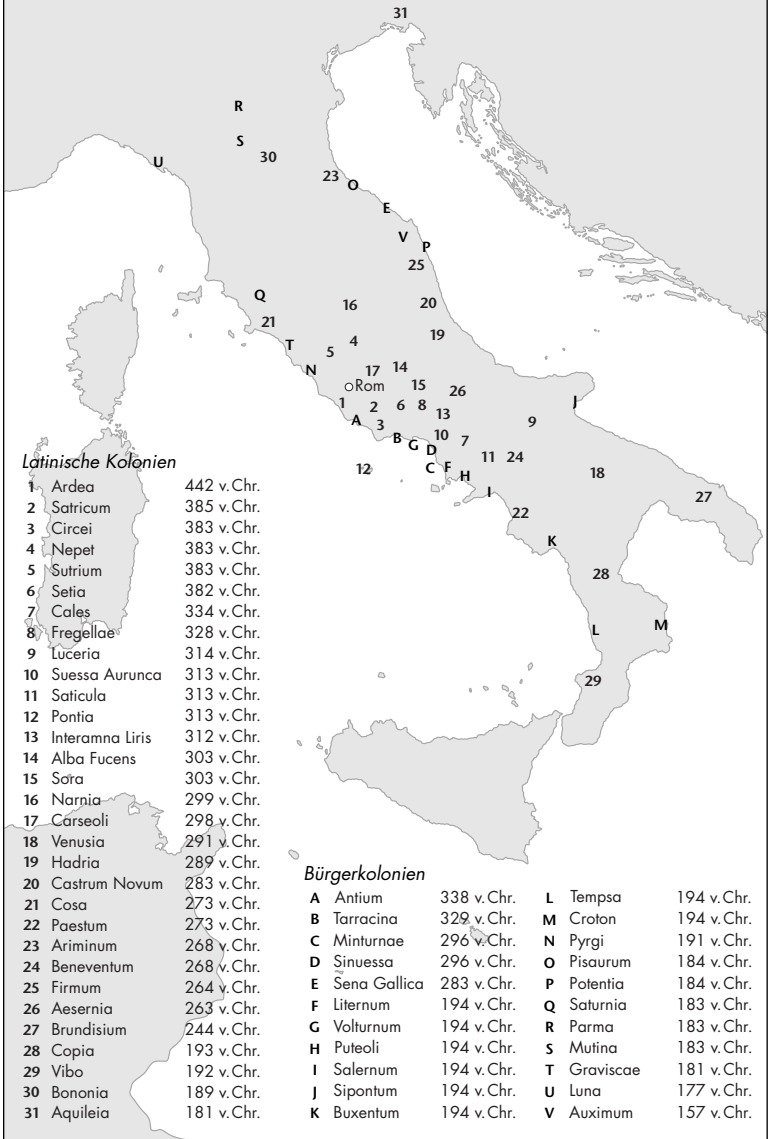 31
R
S
30
U
23
O
E
V
P
25
Q
16
20
21
19
T
4
5
N
17
14
Rom
15
26
J
1
2
6
8
13
9
A
3
B
G
10
7
D
11
24
12
C
F
H
18
I
27
22
K
28
L
M
29
Latinische Kolonien
1 Ardea 442 v. Chr.
2 Satricum 385 v. Chr.
3 Circei 383 v. Chr.
4 Nepet 383 v. Chr.
5 Sutrium 383 v. Chr.
6 Setia 382 v. Chr.
7 Cales 334 v. Chr.
8 Fregellae 328 v. Chr.
9 Luceria 314 v. Chr.
10 Suessa Aurunca 313 v. Chr.
11 Saticula 313 v. Chr.
12 Pontia 313 v. Chr.
13 Interamna Liris 312 v. Chr.
14 Alba Fucens 303 v. Chr.
15 Sora 303 v. Chr.
16 Narnia 299 v. Chr.
17 Carseoli 298 v. Chr.
18 Venusia 291 v. Chr.
19 Hadria 289 v. Chr.
20 Castrum Novum 283 v. Chr.
21 Cosa 273 v. Chr.
22 Paestum 273 v. Chr.
23 Ariminum 268 v. Chr.
24 Beneventum 268 v. Chr.
25 Firmum 264 v. Chr.
26 Aesernia 263 v. Chr.
27 Brundisium 244 v. Chr.
28 Copia 193 v. Chr.
29 Vibo 192 v. Chr.
30 Bononia 189 v. Chr.
31 Aquileia 181 v. Chr.
Bürgerkolonien
A Antium 338 v. Chr.
B Tarracina 329 v. Chr.
C Minturnae 296 v. Chr.
D Sinuessa 296 v. Chr.
E Sena Gallica 283 v. Chr.
F Liternum 194 v. Chr.
G Volturnum 194 v. Chr.
H Puteoli 194 v. Chr.
I Salernum 194 v. Chr.
J Sipontum 194 v. Chr.
K Buxentum 194 v. Chr.
L Tempsa 194 v. Chr.
M Croton 194 v. Chr.
N Pyrgi 191 v. Chr.
O Pisaurum 184 v. Chr.
P Potentia 184 v. Chr.
Q Saturnia 183 v. Chr.
R Parma 183 v. Chr.
S Mutina 183 v. Chr.
T Graviscae 181 v. Chr.
U Luna 177 v. Chr.
V Auximum 157 v. Chr.